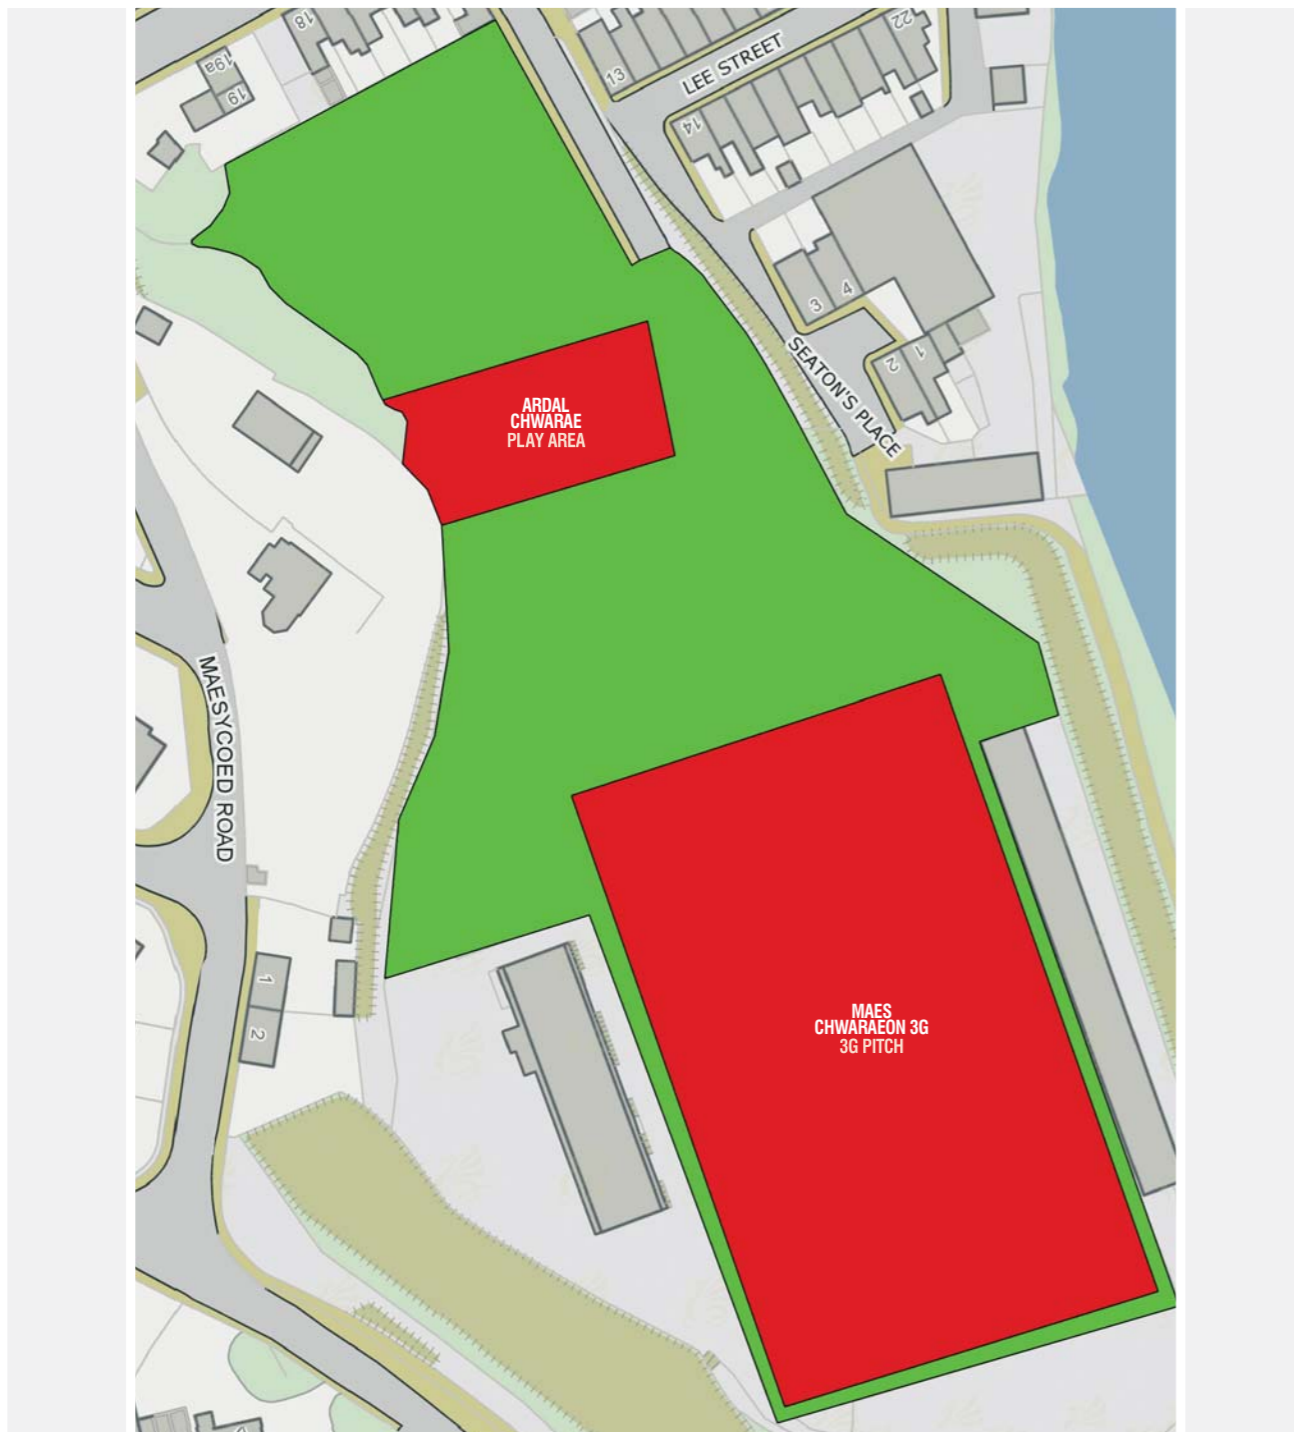 18
19a
19
13
LEE STREET
22
14
3
4
SEATON'S PLACE
2
1
ARDAL
CHWARAE
PLAY AREA
MAESYCOED ROAD
1
2
MAES
CHWARAEON 3G
3G PITCH